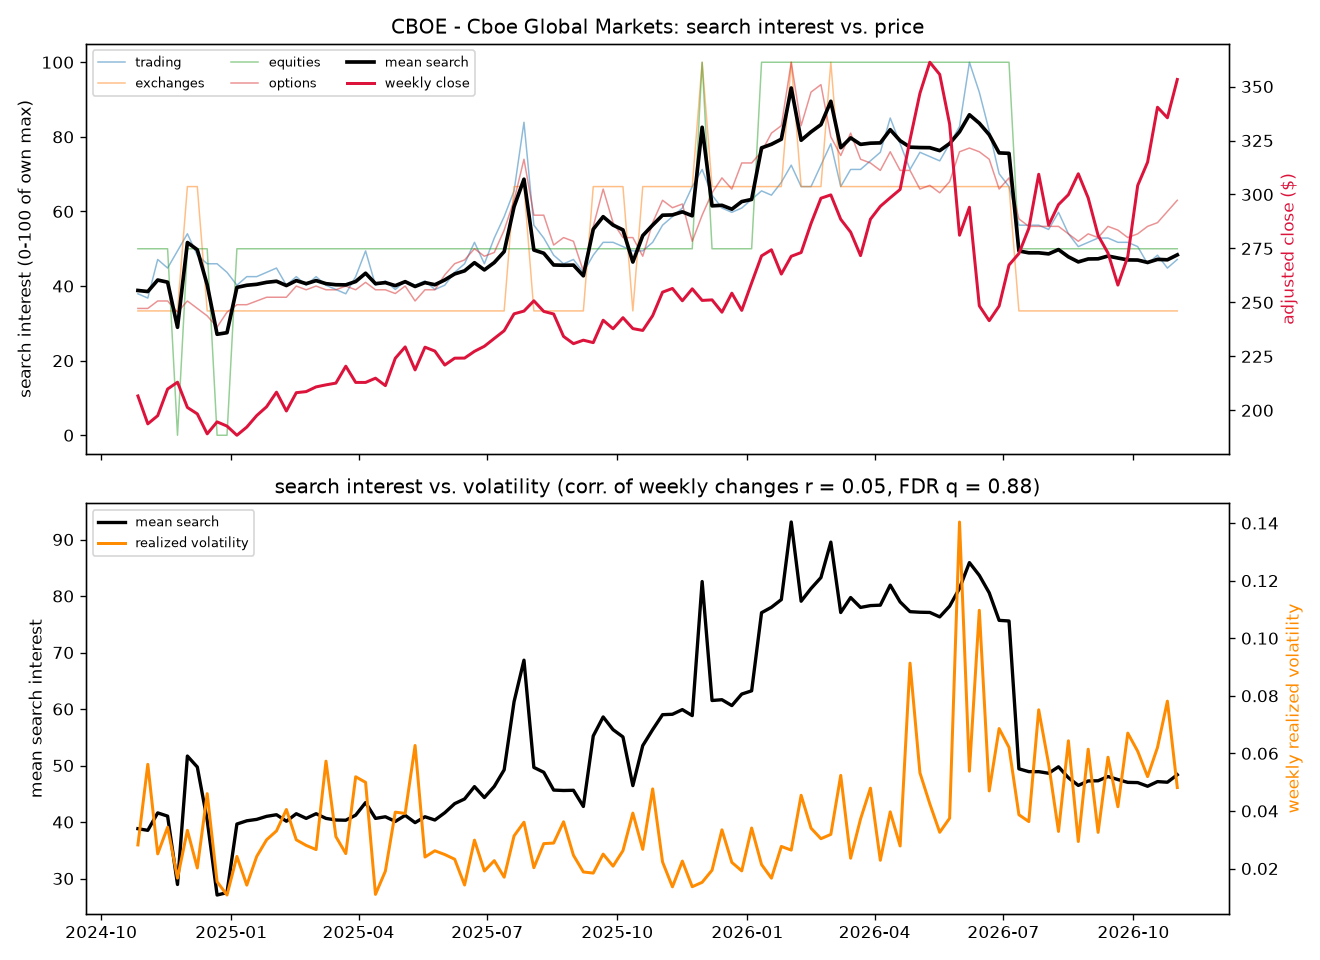 CBOE - Cboe Global Markets: search interest vs. price
trading
exchanges
equities
options
mean search
weekly close
search interest (0-100 of own max)
100
80
60
40
20
0
adjusted close ($)
350
325
300
275
250
225
200
search interest vs. volatility (corr. of weekly changes r = 0.05, FDR q = 0.88)
mean search
realized volatility
mean search interest
90
80
70
60
50
40
30
weekly realized volatility
0.14
0.12
0.10
0.08
0.06
0.04
0.02
2024-10
2025-01
2025-04
2025-07
2025-10
2026-01
2026-04
2026-07
2026-10